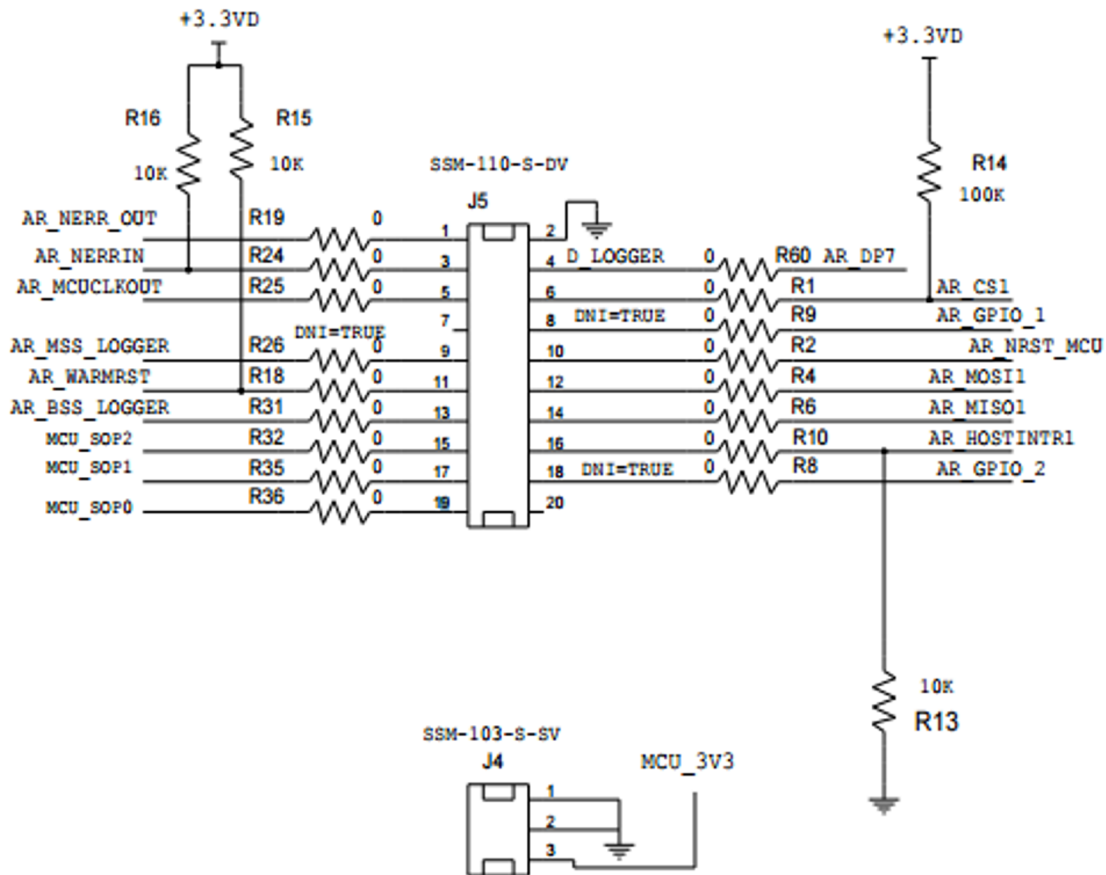 +3.3VD
+3.3VD
R16 R15
10K 10K
R14
100K
SSM-110-S-DV
J5
AR_NERR_OUT R19 0 1 2
AR_NERRIN R24 0 3 4 D_LOGGER 0 R60 AR_DP7
AR_MCUCLKOUT R25 0 5 6 0 R1 AR_CS1
DNI=TRUE 7 8 DNI=TRUE 0 R9 AR_GPIO_1
AR_MSS_LOGGER R26 0 9 10 0 R2 AR_NRST_MCU
AR_WARMRST R18 0 11 12 0 R4 AR_MOSI1
AR_BSS_LOGGER R31 0 13 14 0 R6 AR_MISO1
MCU_SOP2 R32 0 15 16 0 R10 AR_HOSTINTR1
MCU_SOP1 R35 0 17 18 DNI=TRUE 0 R8 AR_GPIO_2
MCU_SOP0 R36 0 19 20
10K
R13
SSM-103-S-SV
J4 MCU_3V3
1
2
3